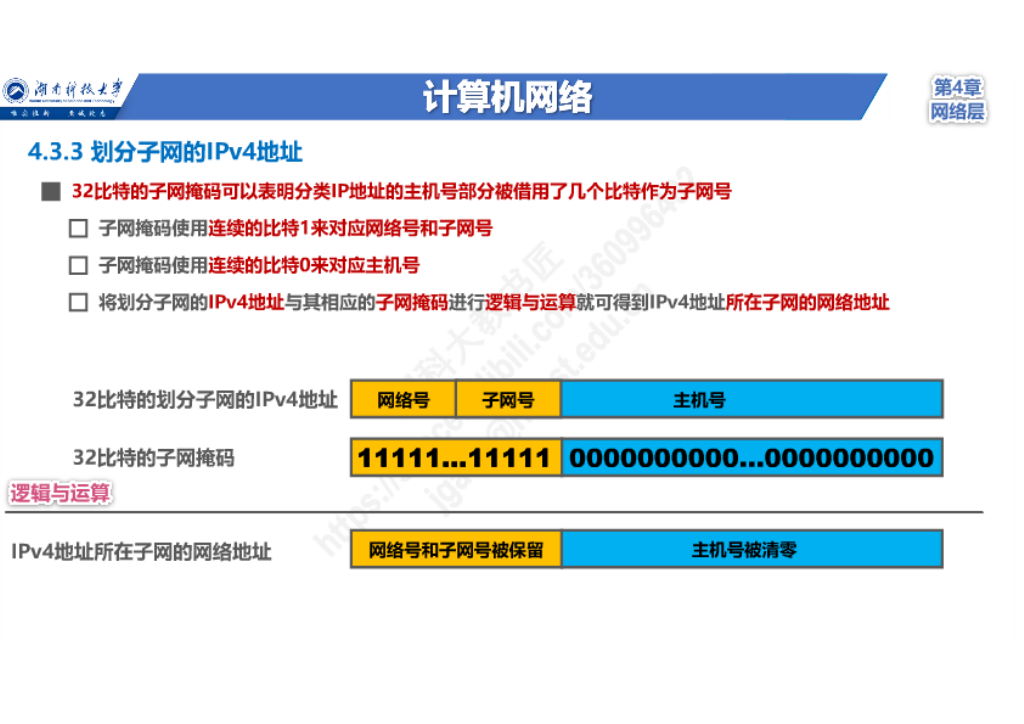 湖南科技大学
计算机网络
第4章
网络层
4.3.3 划分子网的IPv4地址
32比特的子网掩码可以表明分类IP地址的主机号部分被借用了几个比特作为子网号
子网掩码使用连续的比特1来对应网络号和子网号
子网掩码使用连续的比特0来对应主机号
将划分子网的IPv4地址与其相应的子网掩码进行逻辑与运算就可得到IPv4地址所在子网的网络地址
32比特的划分子网的IPv4地址 网络号 子网号 主机号
32比特的子网掩码 11111...11111 0000000000...0000000000
逻辑与运算
IPv4地址所在子网的网络地址 网络号和子网号被保留 主机号被清零